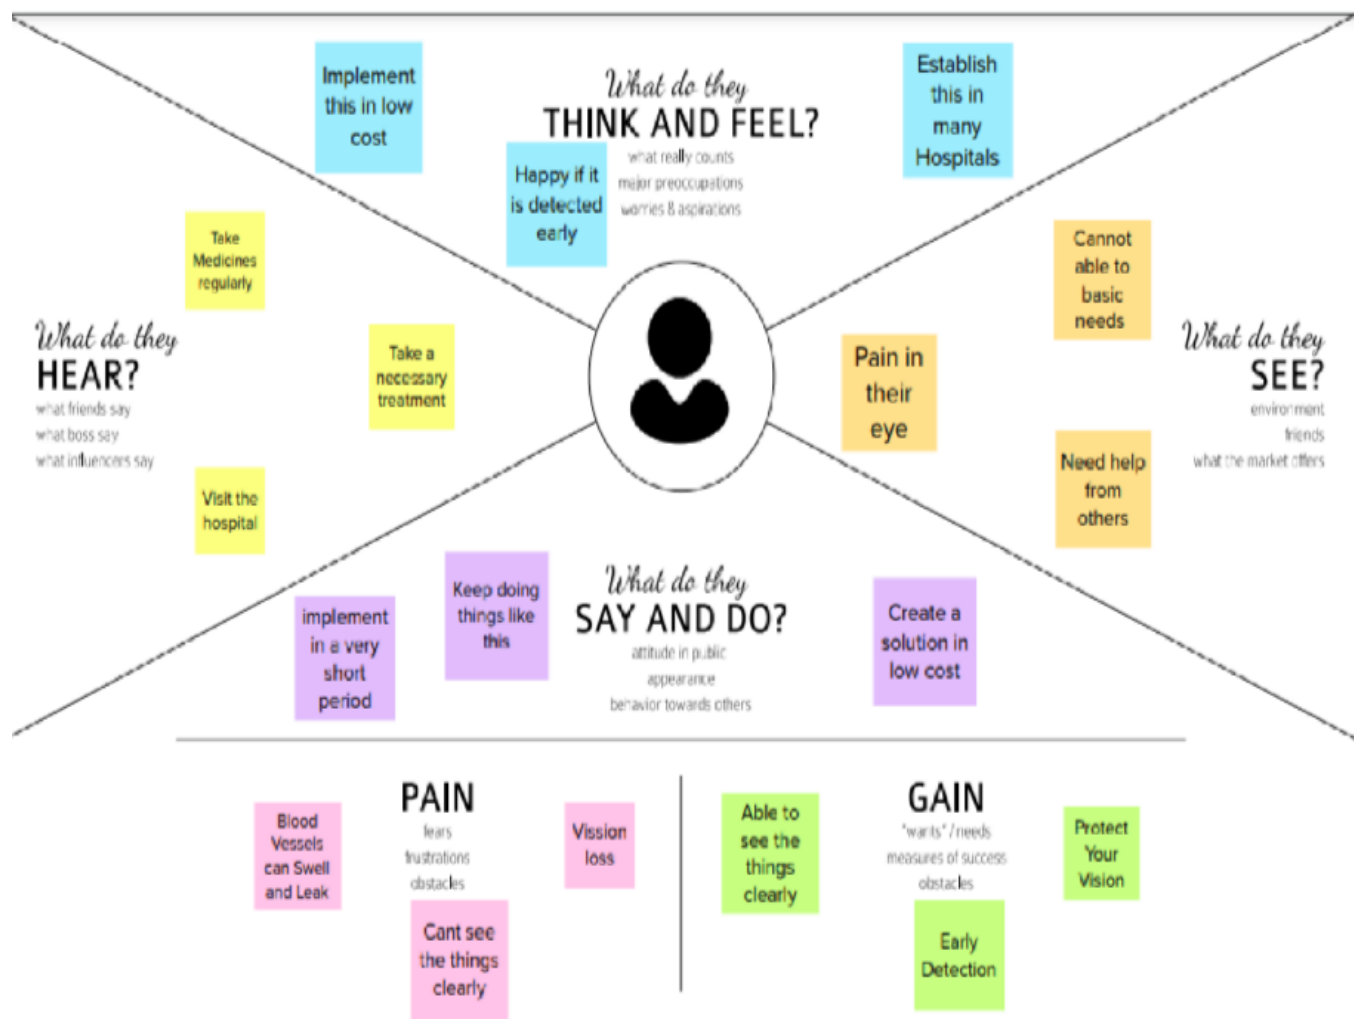 Implement
this in low
cost
What do they
THINK AND FEEL?
what really counts
major preoccupations
worries & aspirations
Happy if it
is detected
early
Establish
this in
many
Hospitals
What do they
HEAR?
what friends say
what boss say
what influencers say
Take
Medicines
regularly
Take a
necessary
treatment
Visit the
hospital
Pain in
their
eye
Cannot
able to
basic
needs
Need help
from
others
What do they
SEE?
environment
friends
what the market offers
implement
in a very
short
period
Keep doing
things like
this
What do they
SAY AND DO?
attitude in public
appearance
behavior towards others
Create a
solution in
low cost
PAIN
fears
frustrations
obstacles
Blood
Vessels
can Swell
and Leak
Vission
loss
Cant see
the things
clearly
GAIN
"wants" / needs
measures of success
obstacles
Able to
see the
things
clearly
Early
Detection
Protect
Your
Vision